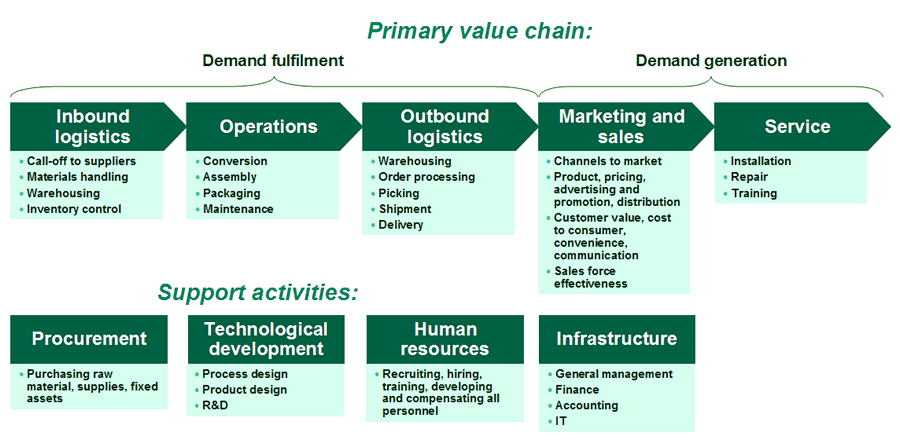 Primary value chain:
Demand fulfilment
Demand generation
Inbound
logistics
• Call-off to suppliers
• Materials handling
• Warehousing
• Inventory control
Operations
• Conversion
• Assembly
• Packaging
• Maintenance
Outbound
logistics
• Warehousing
• Order processing
• Picking
• Shipment
• Delivery
Marketing and
sales
• Channels to market
• Product, pricing,
advertising and
promotion, distribution
• Customer value, cost
to consumer,
convenience,
communication
• Sales force
effectiveness
Service
• Installation
• Repair
• Training
Support activities:
Procurement
• Purchasing raw
material, supplies, fixed
assets
Technological
development
• Process design
• Product design
• R&D
Human
resources
• Recruiting, hiring,
training, developing
and compensating all
personnel
Infrastructure
• General management
• Finance
• Accounting
• IT